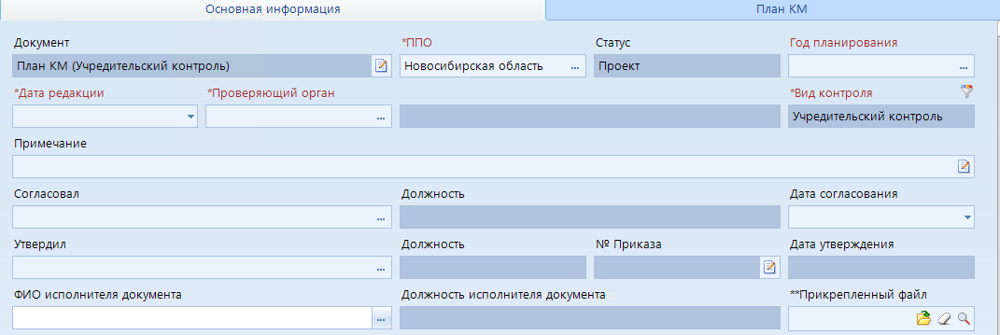 Основная информация План КМ
Документ *ППО Статус Год планирования
План КМ (Учредительский контроль) Новосибирская область ... Проект ...
*Дата редакции *Проверяющий орган *Вид контроля
... Учредительский контроль
Примечание
Согласовал Должность Дата согласования
...
Утвердил Должность № Приказа Дата утверждения
...
ФИО исполнителя документа Должность исполнителя документа **Прикрепленный файл
...